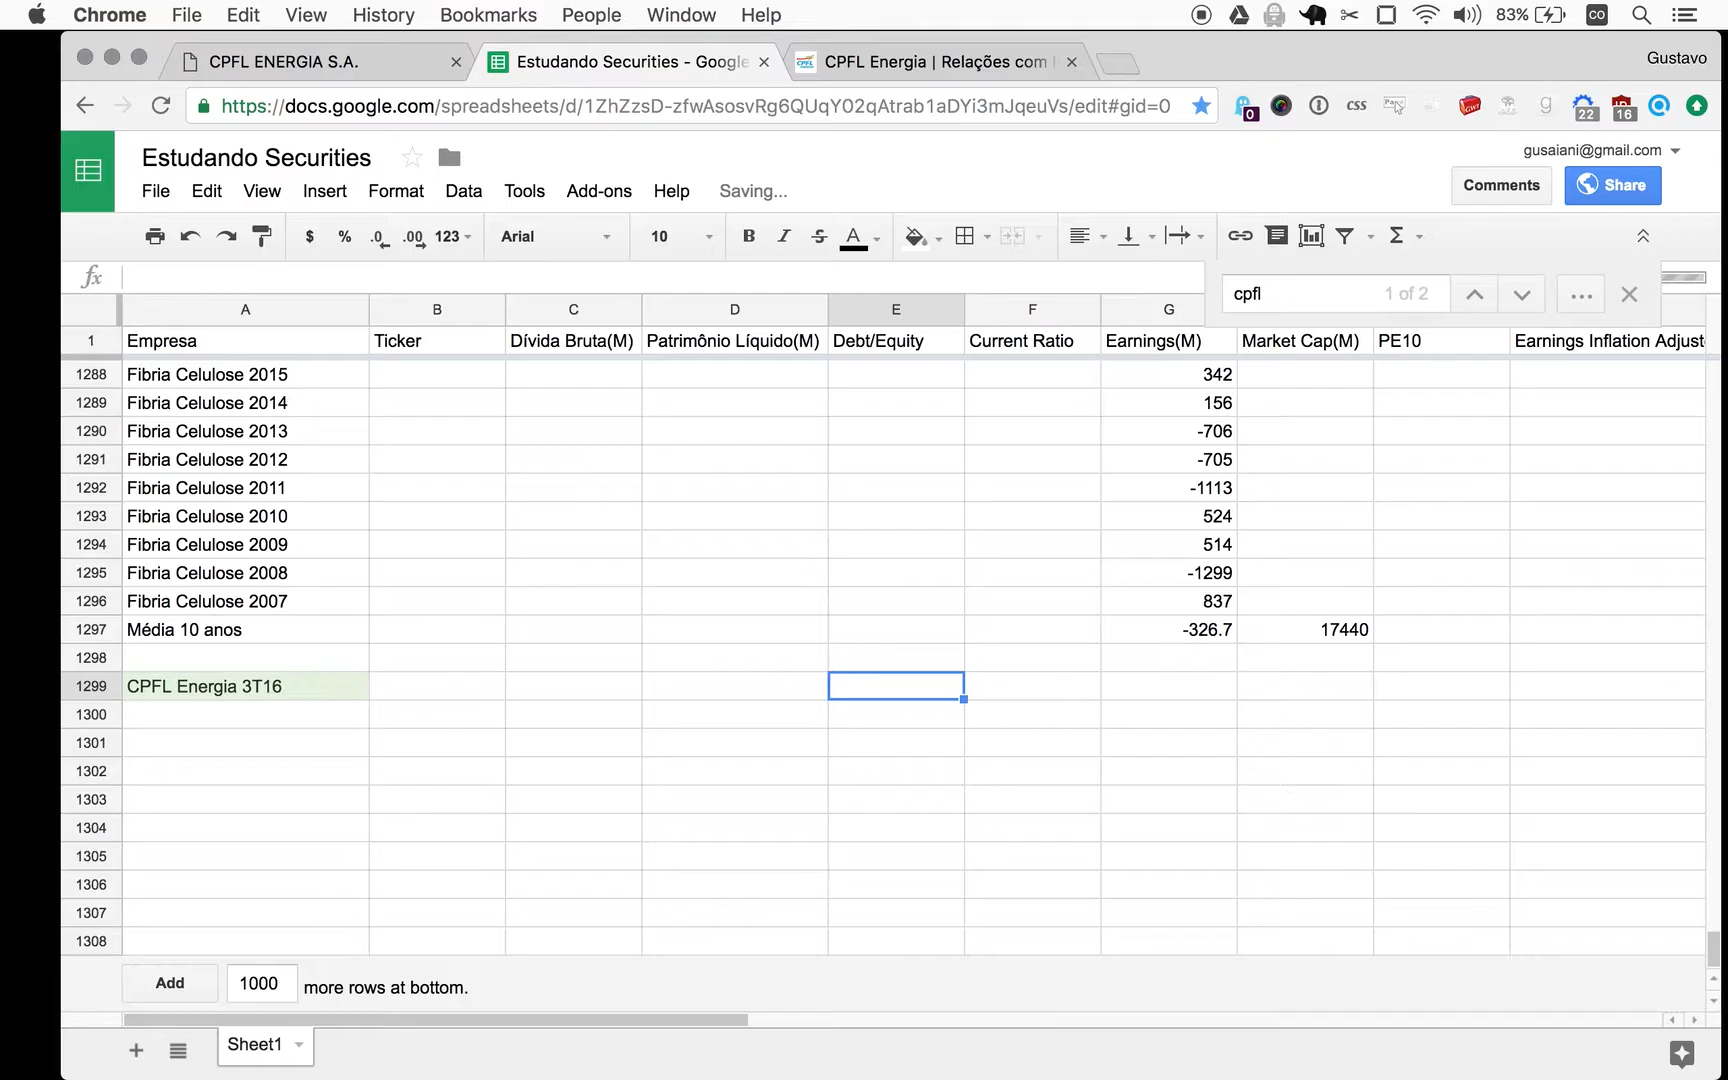 Chrome File Edit View History Bookmarks People Window Help 83% CO
CPFL ENERGIA S.A. Estudando Securities - Google CPFL Energia | Relações com Gustavo
https://docs.google.com/spreadsheets/d/1ZhZzsD-zfwAsosvRg6QUqY02qAtrab1aDYi3mJqeuVs/edit#gid=0 0 css g 22 16
Estudando Securities gusaiani@gmail.com
File Edit View Insert Format Data Tools Add-ons Help Saving... Comments Share
$ % .0 .00 123 Arial 10 B I S A Σ
fx cpfl 1 of 2
A B C D E F G
1 Empresa Ticker Dívida Bruta(M) Patrimônio Líquido(M) Debt/Equity Current Ratio Earnings(M) Market Cap(M) PE10 Earnings Inflation Adjust
1288 Fibria Celulose 2015 342
1289 Fibria Celulose 2014 156
1290 Fibria Celulose 2013 -706
1291 Fibria Celulose 2012 -705
1292 Fibria Celulose 2011 -1113
1293 Fibria Celulose 2010 524
1294 Fibria Celulose 2009 514
1295 Fibria Celulose 2008 -1299
1296 Fibria Celulose 2007 837
1297 Média 10 anos -326.7 17440
1298
1299 CPFL Energia 3T16
1300
1301
1302
1303
1304
1305
1306
1307
1308
Add 1000 more rows at bottom.
Sheet1